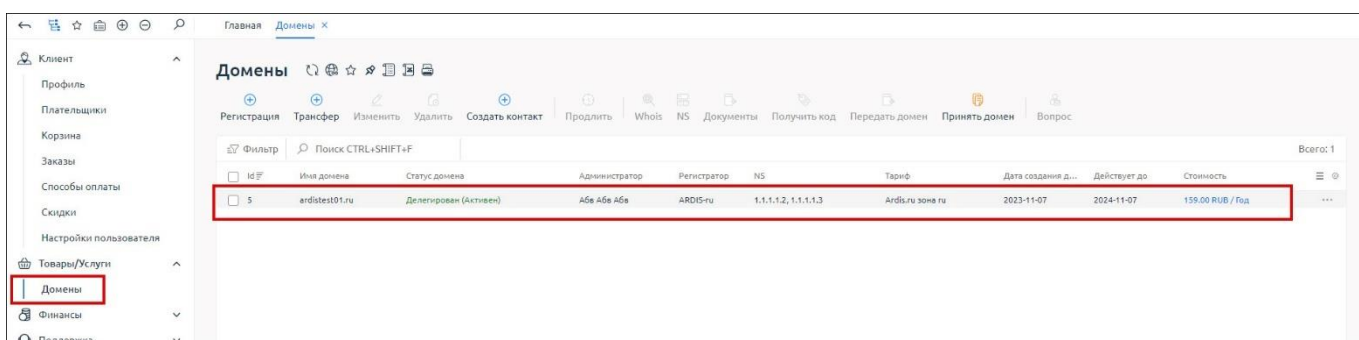 Главная Домены ×
Клиент
Профиль
Плательщики
Корзина
Заказы
Способы оплаты
Скидки
Настройки пользователя
Товары/Услуги
Домены
Финансы
Поддержка
Домены
Регистрация Трансфер Изменить Удалить Создать контакт Продлить Whois NS Документы Получить код Передать домен Принять домен Вопрос
Фильтр Поиск CTRL+SHIFT+F Всего: 1
Id Имя домена Статус домена Администратор Регистратор NS Тариф Дата создания д... Действует до Стоимость
5 ardistest01.ru Делегирован (Активен) Абв Абв Абв ARDIS-ru 1.1.1.1.2, 1.1.1.1.3 Ardis.ru зона ru 2023-11-07 2024-11-07 159.00 RUB / Год